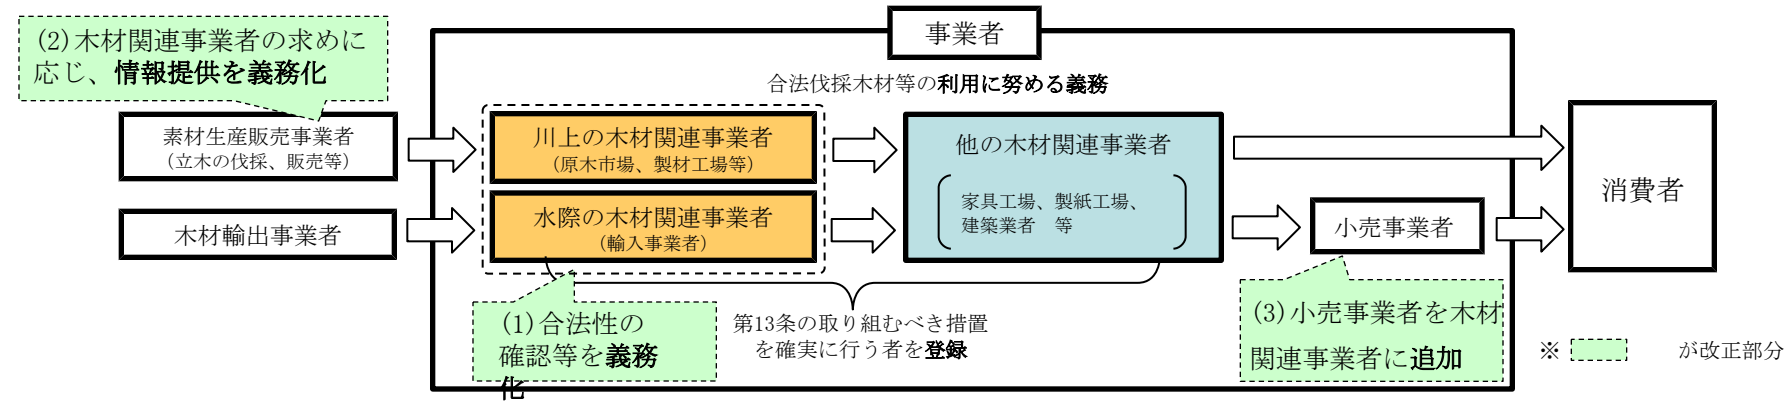 事業者
(2)木材関連事業者の求めに
応じ、情報提供を義務化
合法伐採木材等の利用に努める義務
素材生産販売事業者
(立木の伐採、販売等)
川上の木材関連事業者
(原木市場、製材工場等)
他の木材関連事業者
家具工場、製紙工場、
建築業者　等
消費者
木材輸出事業者
水際の木材関連事業者
(輸入事業者)
小売事業者
(1)合法性の
確認等を義務
化
第13条の取り組むべき措置
を確実に行う者を登録
(3)小売事業者を木材
関連事業者に追加
※　が改正部分